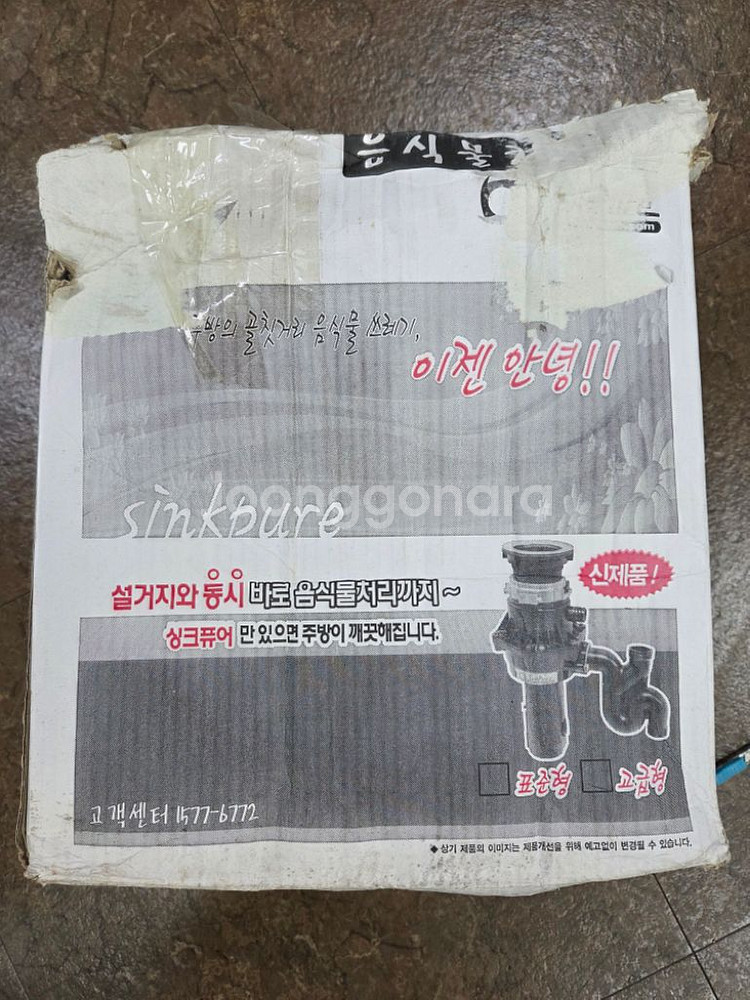 음식물
.com
주방의 골칫거리 음식물 쓰레기,
이젠 안녕!!
joonggonara
sinkpure
설거지와 동시 바로 음식물처리까지~
신제품!
싱크퓨어 만 있으면 주방이 깨끗해집니다.
표준형 고급형
고객센터 1577-6772
◆상기 제품의 이미지는 제품개선을 위해 예고없이 변경될 수 있습니다.